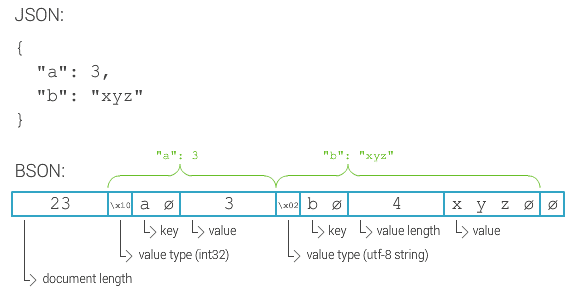 JSON:
{
"a": 3,
"b": "xyz"
}
"a": 3 "b": "xyz"
BSON:
23 \x10 a ∅ 3 \x02 b ∅ 4 x y z ∅ ∅
key value key value length value
value type (int32) value type (utf-8 string)
document length